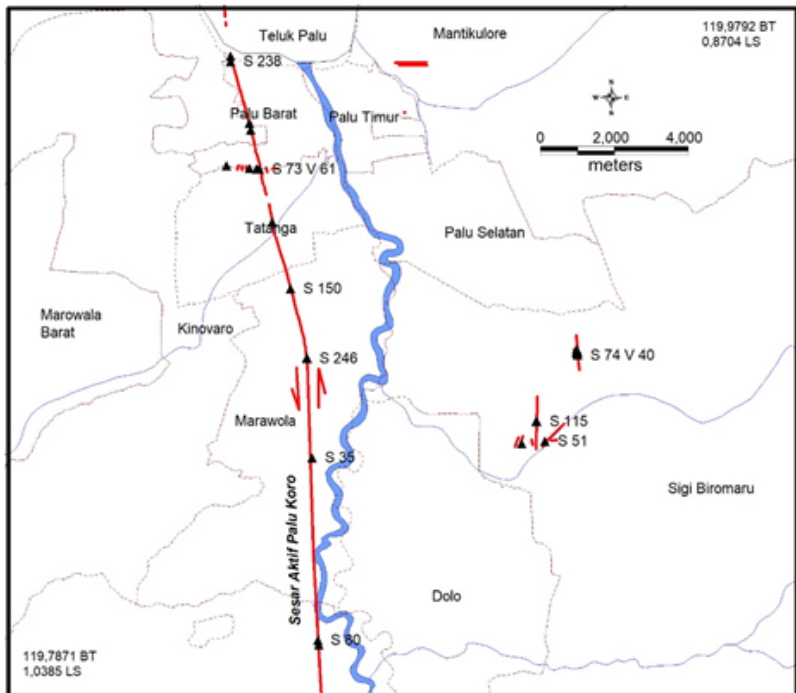 119,9792 BT
0,8704 LS
Teluk Palu
Mantikulore
S 238
Palu Barat
Palu Timur
N
W E
S
0 2,000 4,000
meters
S 73 V 61
Tatanga
Palu Selatan
S 150
Marowala
Barat
Kinovaro
S 246
S 74 V 40
Marawola
S 115
S 51
S 35
Sigi Biromaru
Sesar Aktif Palu Koro
Dolo
S 80
119,7871 BT
1,0385 LS